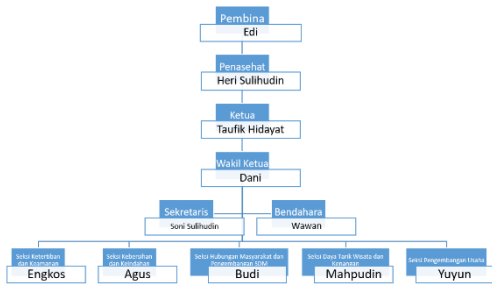 Pembina
Edi
Penasehat
Heri Sulihudin
Ketua
Taufik Hidayat
Wakil Ketua
Dani
Sekretaris
Bendahara
Soni Sulihudin
Wawan
Seksi Ketertiban
dan Keamanan
Engkos
Seksi Kebersihan
dan Keindahan
Agus
Seksi Hubungan Masyarakat dan
Pengembangan SDM
Budi
Seksi Daya Tarik Wisata dan
Kenangan
Mahpudin
Seksi Pengembangan Usaha
Yuyun